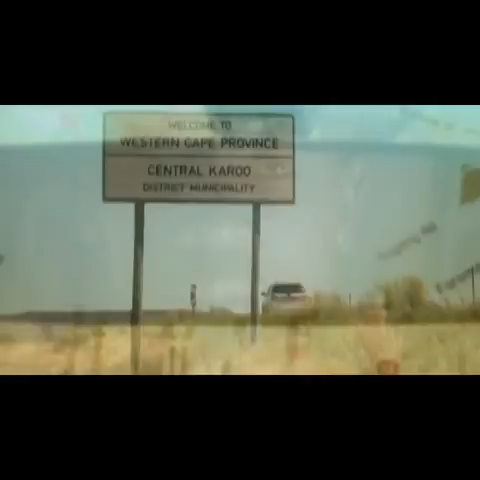 WELCOME TO
WESTERN CAPE PROVINCE
CENTRAL KAROO
DISTRICT MUNICIPALITY